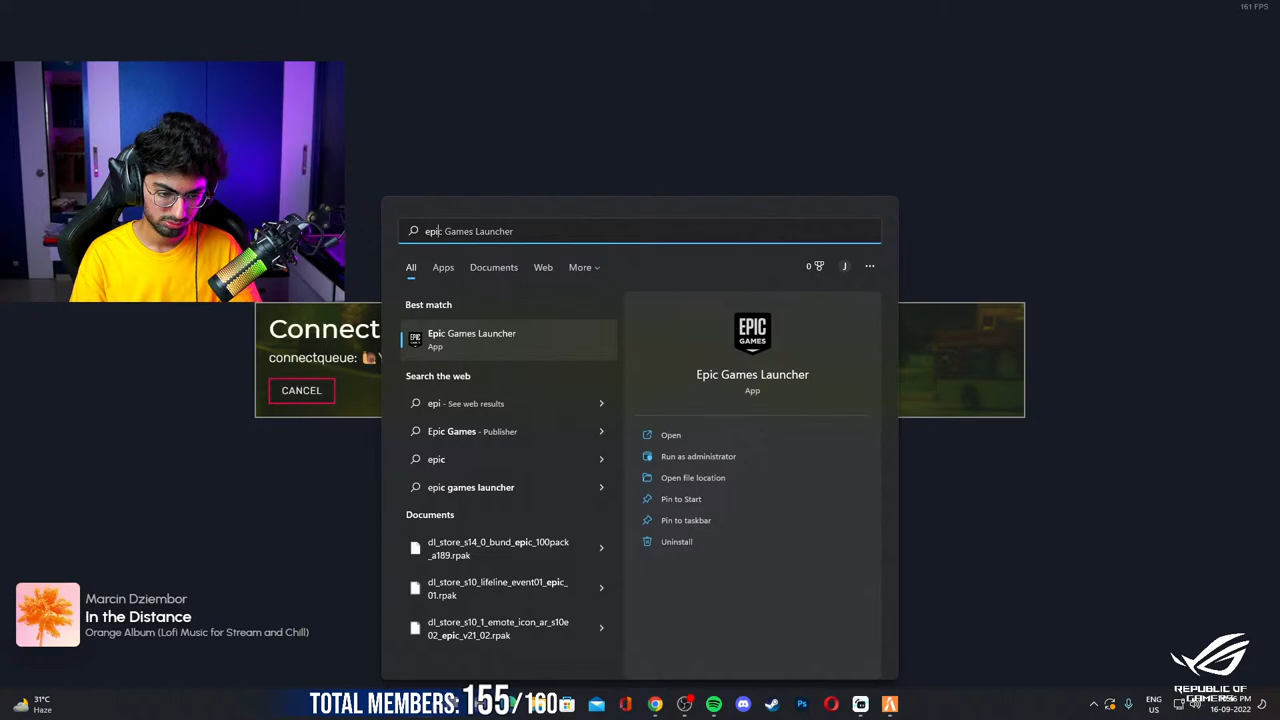 161 FPS
epic Games Launcher
All Apps Documents Web More
0 J ...
Best match
Epic Games Launcher
App
Search the web
epi - See web results
Epic Games - Publisher
epic
epic games launcher
Documents
dl_store_s14_0_bund_epic_100pack
_a189.rpak
dl_store_s10_lifeline_event01_epic_
01.rpak
dl_store_s10_1_emote_icon_ar_s10e
02_epic_v21_02.rpak
EPIC
GAMES
Epic Games Launcher
App
Open
Run as administrator
Open file location
Pin to Start
Pin to taskbar
Uninstall
Connect
connectqueue:
CANCEL
Marcin Dziembor
In the Distance
Orange Album (Lofi Music for Stream and Chill)
REPUBLIC OF
GAMERS
TOTAL MEMBERS: 155/160
31°C
Haze
ENG
US
PM
16-09-2022